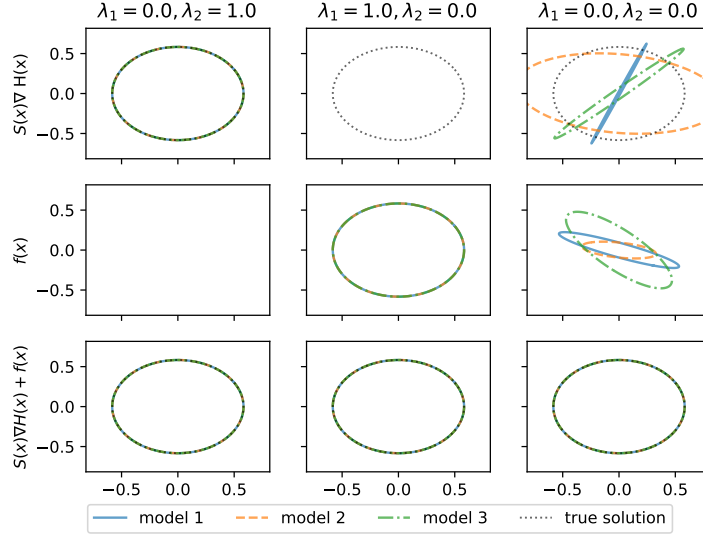 λ₁ = 0.0, λ₂ = 1.0 λ₁ = 1.0, λ₂ = 0.0 λ₁ = 0.0, λ₂ = 0.0
S(x)∇ H(x)
0.5
0.0
−0.5
f(x)
0.5
0.0
−0.5
S(x)∇H(x) + f(x)
0.5
0.0
−0.5
−0.5 0.0 0.5 −0.5 0.0 0.5 −0.5 0.0 0.5
model 1 model 2 model 3 true solution